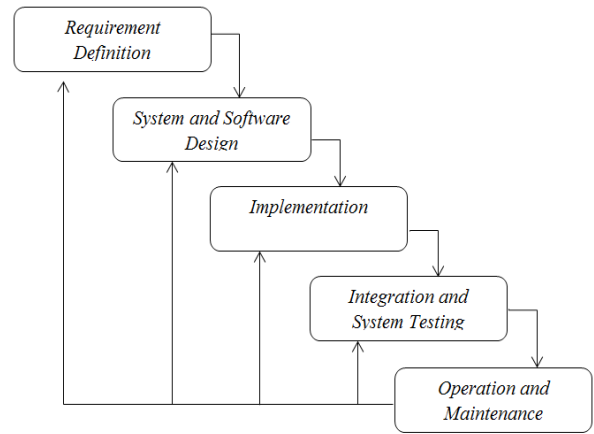 Requirement
Definition
System and Software
Design
Implementation
Integration and
System Testing
Operation and
Maintenance